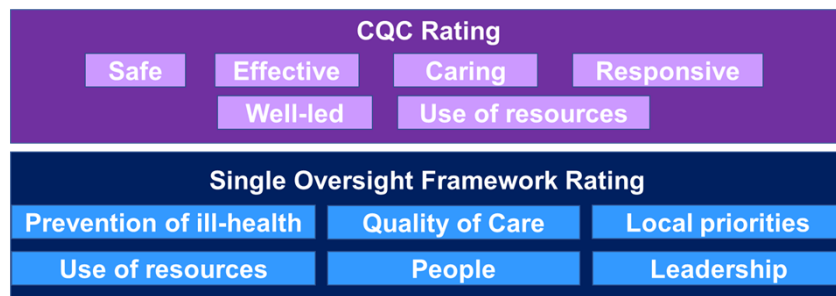 CQC Rating
Safe Effective Caring Responsive
Well-led Use of resources
Single Oversight Framework Rating
Prevention of ill-health Quality of Care Local priorities
Use of resources People Leadership